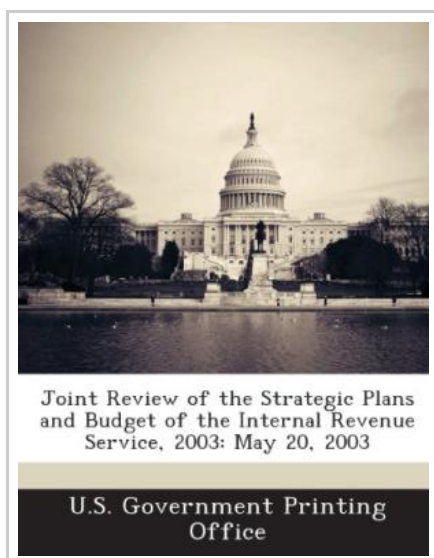 Joint Review of the Strategic Plans
and Budget of the Internal Revenue
Service, 2003: May 20, 2003
U.S. Government Printing
Office